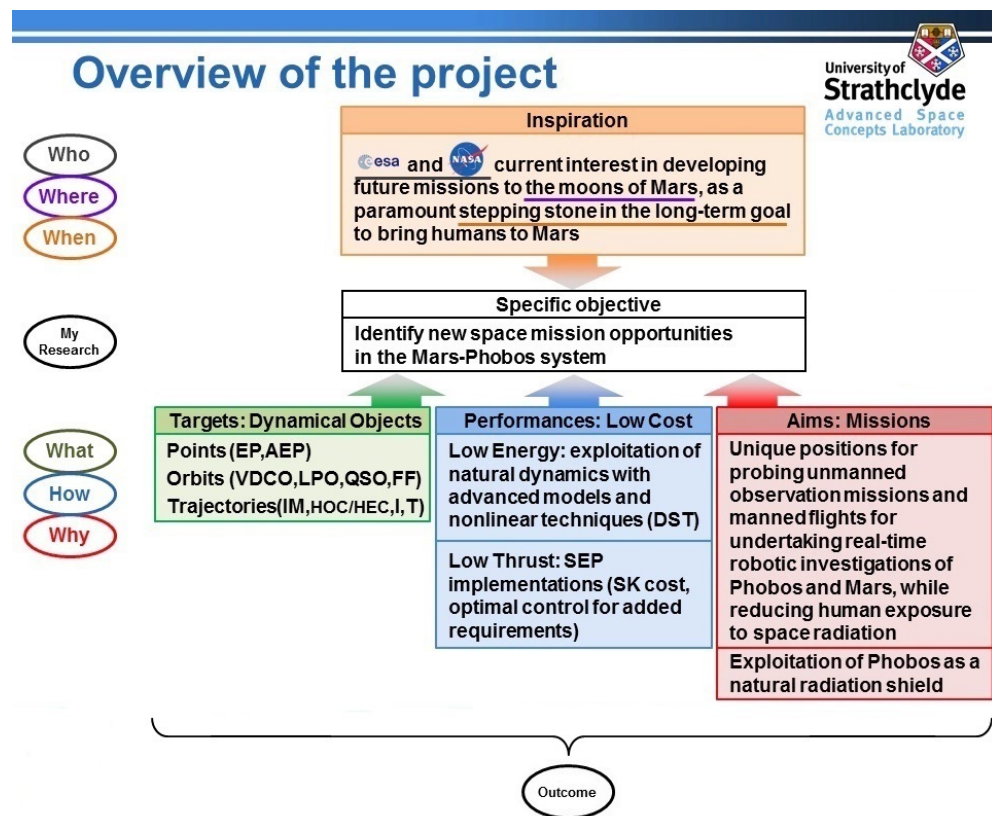 Overview of the project
University of
Strathclyde
Advanced Space
Concepts Laboratory
Who
Where
When
Inspiration
esa and NASA current interest in developing
future missions to the moons of Mars, as a
paramount stepping stone in the long-term goal
to bring humans to Mars
My
Research
Specific objective
Identify new space mission opportunities
in the Mars-Phobos system
What
How
Why
Targets: Dynamical Objects
Points (EP,AEP)
Orbits (VDCO,LPO,QSO,FF)
Trajectories(IM,HOC/HEC,I,T)
Performances: Low Cost
Low Energy: exploitation of
natural dynamics with
advanced models and
nonlinear techniques (DST)
Low Thrust: SEP
implementations (SK cost,
optimal control for added
requirements)
Aims: Missions
Unique positions for
probing unmanned
observation missions and
manned flights for
undertaking real-time
robotic investigations of
Phobos and Mars, while
reducing human exposure
to space radiation
Exploitation of Phobos as a
natural radiation shield
Outcome